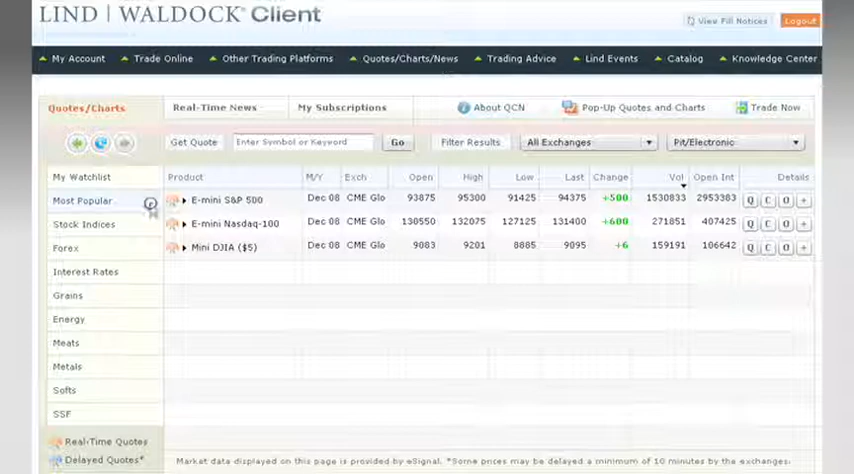 LIND | WALDOCK® Client
View Fill Notices Logout
My Account Trade Online Other Trading Platforms Quotes/Charts/News Trading Advice Lind Events Catalog Knowledge Center
Quotes/Charts Real-Time News My Subscriptions About QCN Pop-Up Quotes and Charts Trade Now
Get Quote Enter Symbol or Keyword Go Filter Results All Exchanges Pit/Electronic
My Watchlist Product M/Y Exch Open High Low Last Change Vol Open Int Details
Most Popular E-mini S&P 500 Dec 08 CME Glo 93875 95300 91425 94375 +500 1530833 2953383 Q C O +
Stock Indices E-mini Nasdaq-100 Dec 08 CME Glo 130550 132075 127125 131400 +600 271851 407425 Q C O +
Forex Mini DJIA ($5) Dec 08 CME Glo 9083 9201 8885 9095 +6 159191 106642 Q C O +
Interest Rates
Grains
Energy
Meats
Metals
Softs
SSF
Real-Time Quotes
Delayed Quotes* Market data displayed on this page is provided by eSignal. *Some prices may be delayed a minimum of 10 minutes by the exchanges.